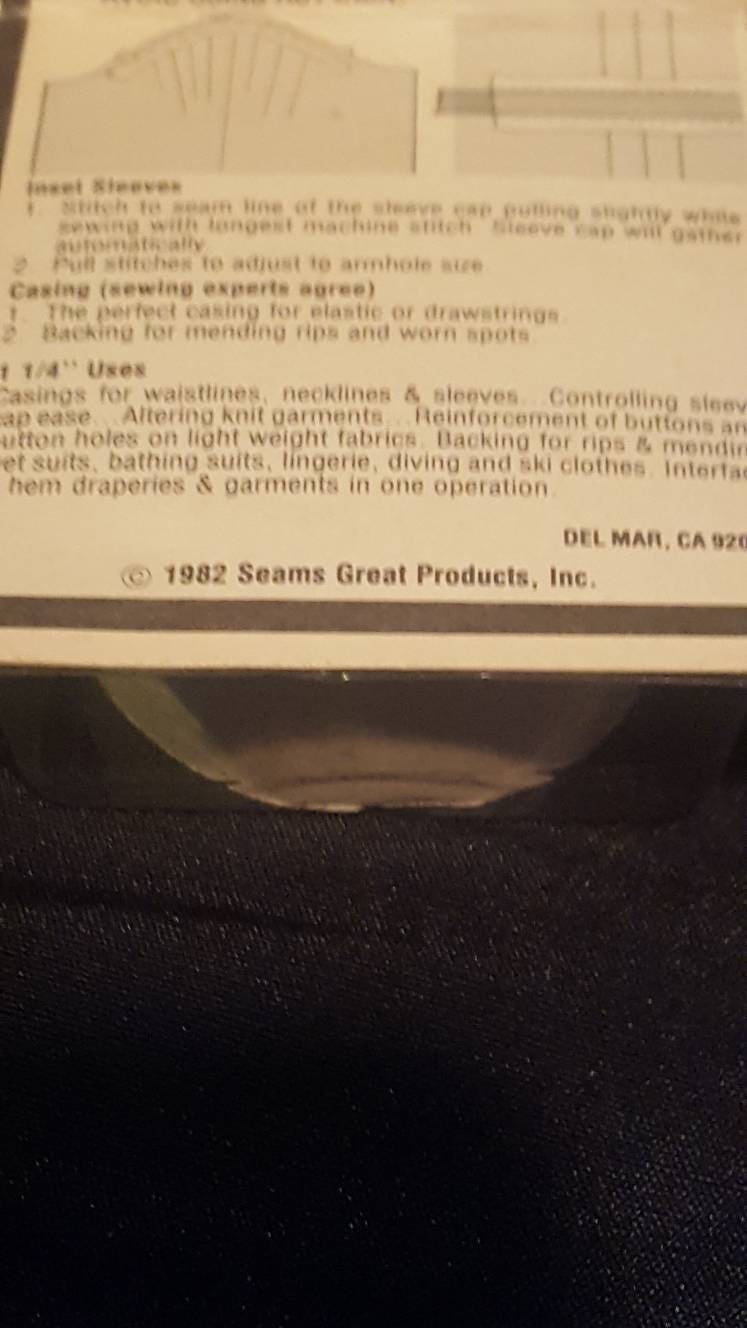 Inset Sleeves
1. Stitch to seam line of the sleeve cap pulling slightly while
sewing with longest machine stitch. Sleeve cap will gather
automatically.
2. Pull stitches to adjust to armhole size.
Casing (sewing experts agree)
1. The perfect casing for elastic or drawstrings.
2. Backing for mending rips and worn spots.
1 1/4'' Uses
Casings for waistlines, necklines & sleeves... Controlling sleev
ap ease... Altering knit garments... Reinforcement of buttons an
utton holes on light weight fabrics. Backing for rips & mendin
et suits, bathing suits, lingerie, diving and ski clothes. Interfac
hem draperies & garments in one operation.
DEL MAR, CA 920
© 1982 Seams Great Products, Inc.